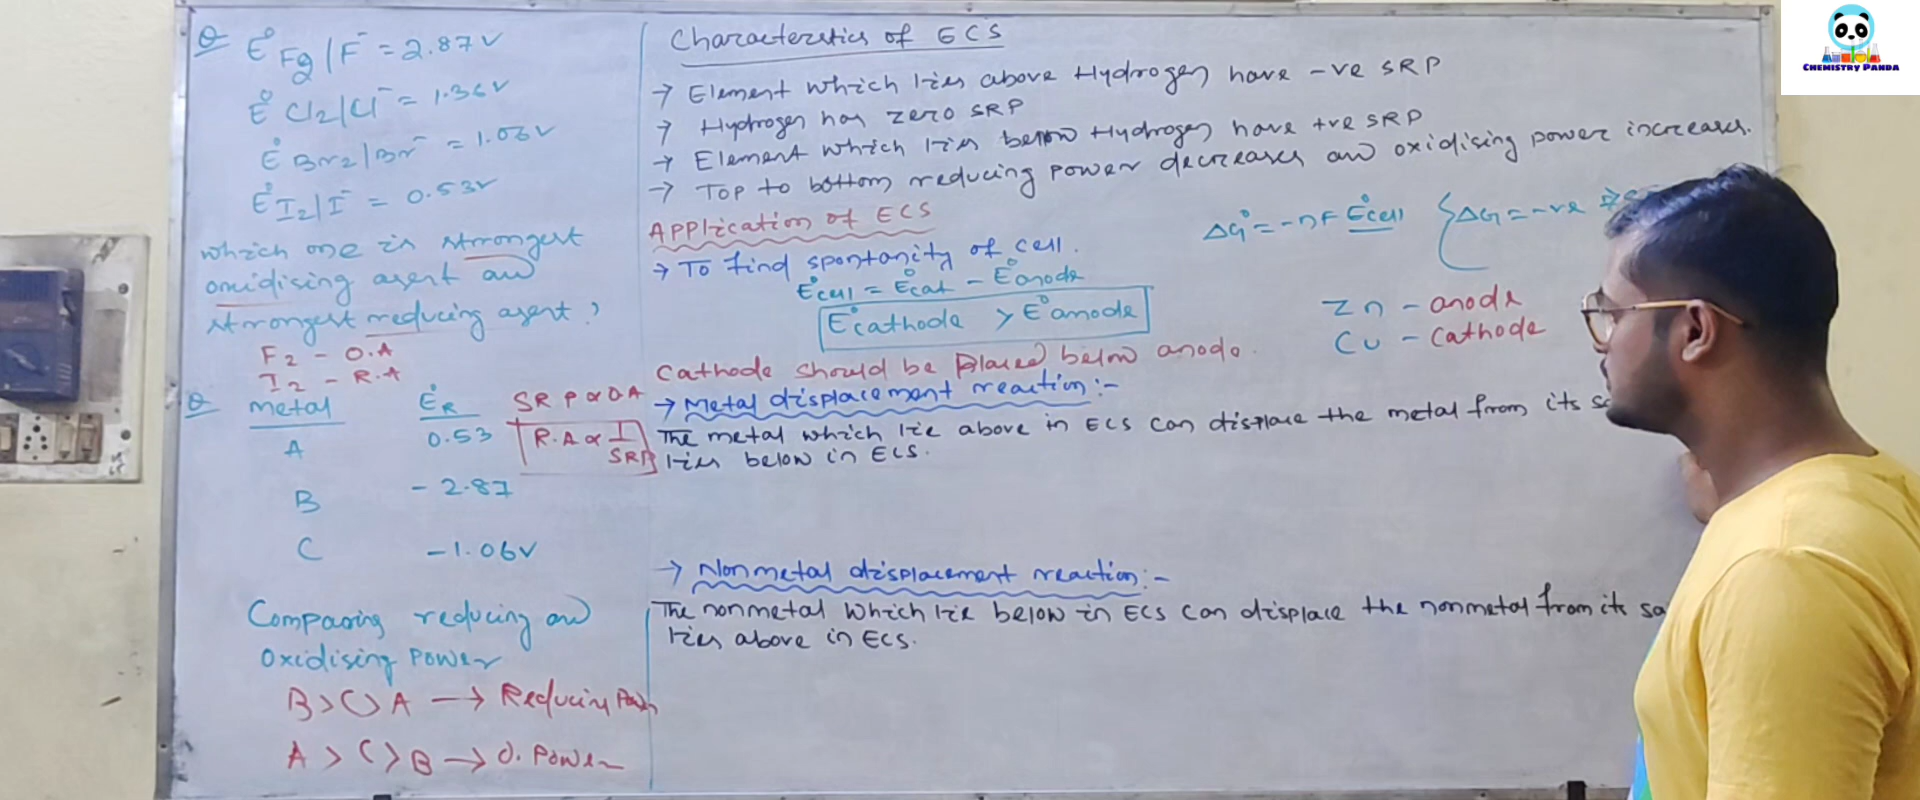 Q E° F2 | F⁻ = 2.87 V
E° Cl2 | Cl⁻ = 1.36 V
E° Br2 | Br⁻ = 1.06 V
E° I2 | I⁻ = 0.53 V
which one is strongest
oxidising agent and
strongest reducing agent ?
F2 - O.A
I2 - R.A
Q Metal E°R
A 0.53
B - 2.87
C - 1.06V
SRP ∝ OA
R.A ∝ 1/SRP
Comparing reducing and
Oxidising Power
B > C > A → Reducing
A > C > B → O. Power
Characterstics of ECS
→ Element which lies above Hydrogen have -ve SRP
→ Hydrogen has zero SRP
→ Element which lies below Hydrogen have +ve SRP
→ Top to bottom reducing power decreases and oxidising power increases.
Application of ECS
→ To find spontanity of cell.
E°cell = E°cat - E°anode
E°cathode > E°anode
Cathode should be placed below anode.
ΔG° = -nF E°cell { ΔG = -ve ⇒
Zn - anode
Cu - cathode
→ Metal displacement reaction :-
The metal which lie above in ECS can displace the metal from its
lies below in ECS.
→ Nonmetal displacement reaction :-
The nonmetal which lie below in ECS can displace the nonmetal from its
lies above in ECS.
CHEMISTRY PANDA